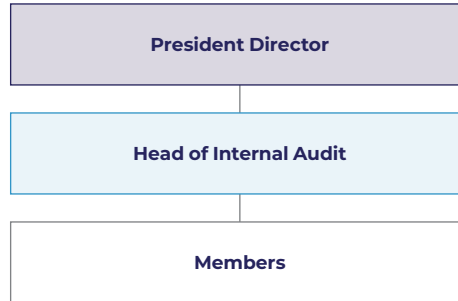 President Director
Head of Internal Audit
Members